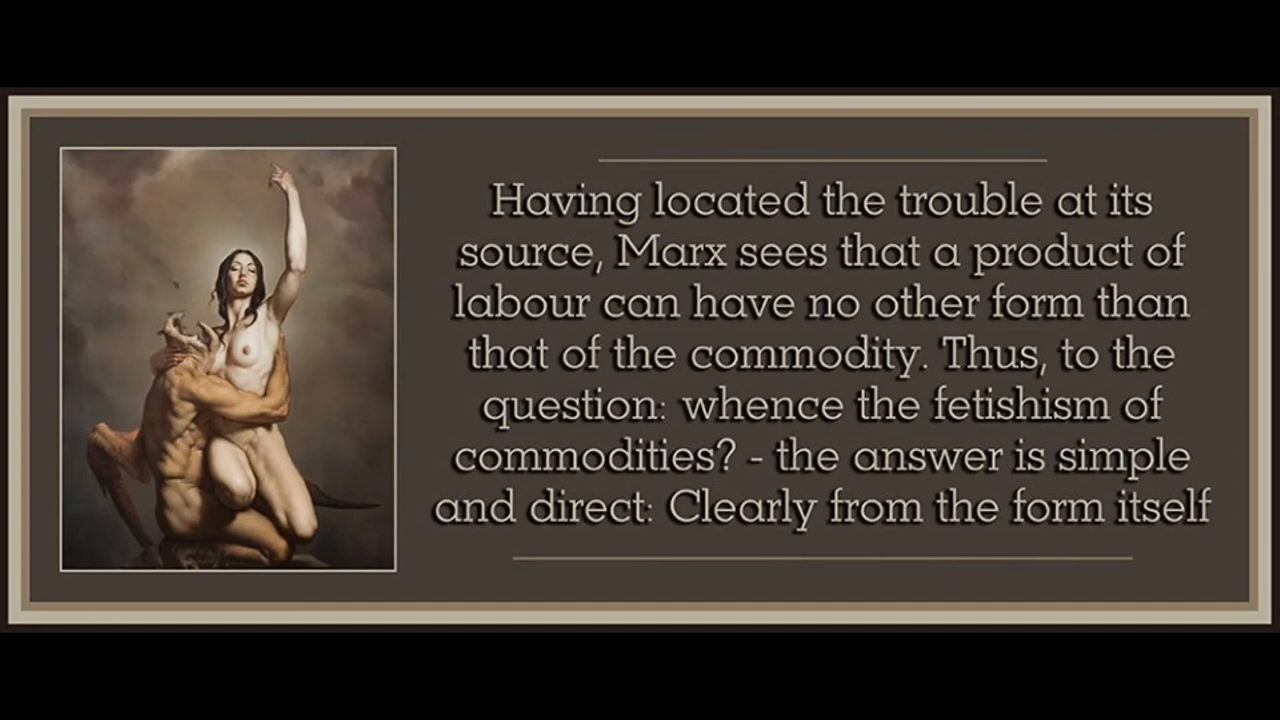 Having located the trouble at its
source, Marx sees that a product of
labour can have no other form than
that of the commodity. Thus, to the
question: whence the fetishism of
commodities? - the answer is simple
and direct: Clearly from the form itself